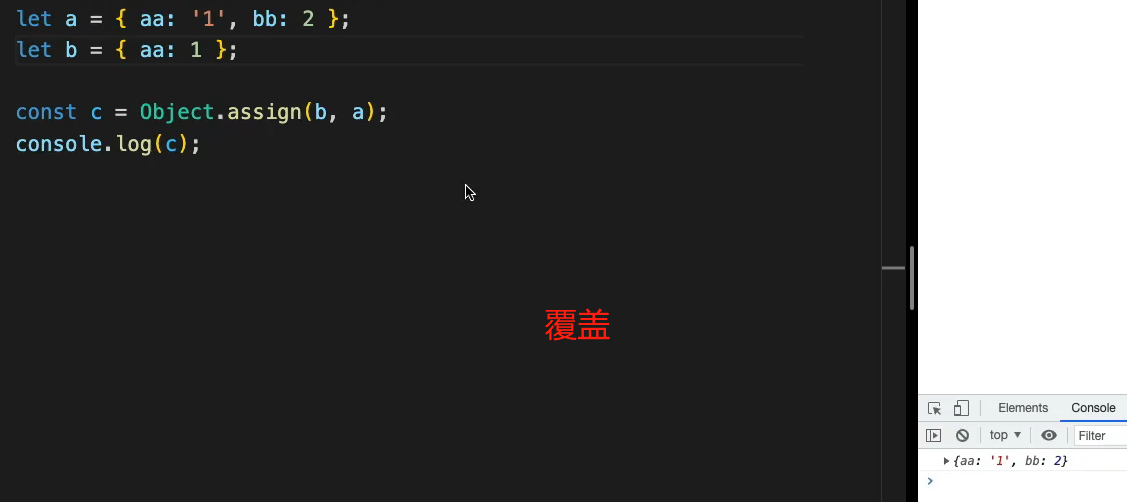 let a = { aa: '1', bb: 2 };
let b = { aa: 1 };
const c = Object.assign(b, a);
console.log(c);
覆盖
Elements Console
top ▼ Filter
▶ {aa: '1', bb: 2}
>